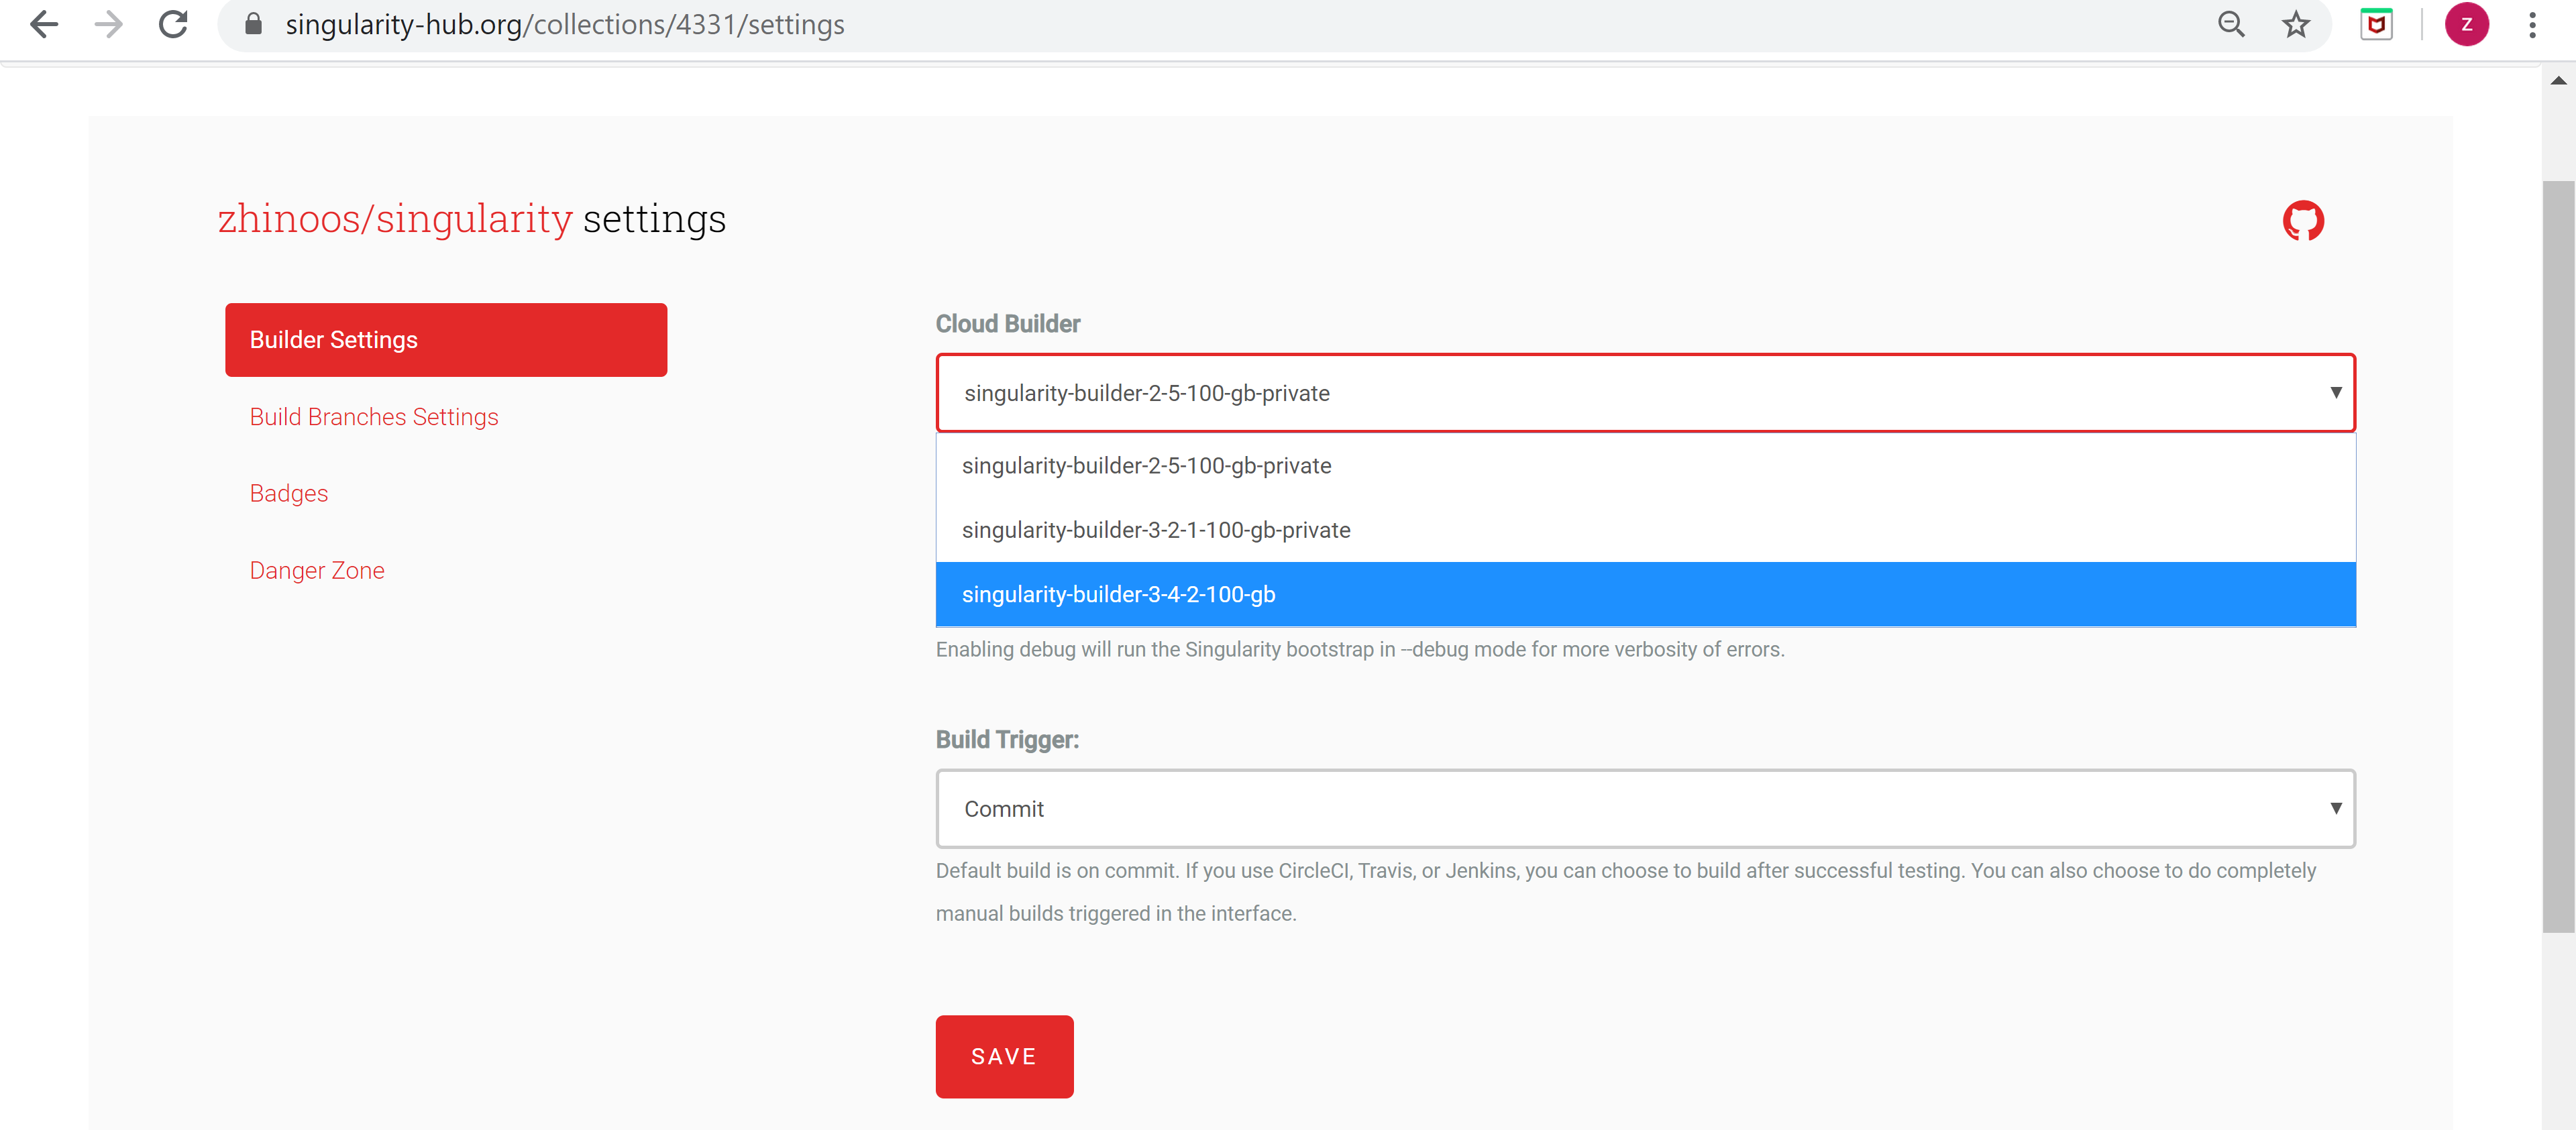 singularity-hub.org/collections/4331/settings
Z
zhinoos/singularity settings
Builder Settings
Build Branches Settings
Badges
Danger Zone
Cloud Builder
singularity-builder-2-5-100-gb-private
singularity-builder-2-5-100-gb-private
singularity-builder-3-2-1-100-gb-private
singularity-builder-3-4-2-100-gb
Enabling debug will run the Singularity bootstrap in --debug mode for more verbosity of errors.
Build Trigger:
Commit
Default build is on commit. If you use CircleCI, Travis, or Jenkins, you can choose to build after successful testing. You can also choose to do completely
manual builds triggered in the interface.
SAVE